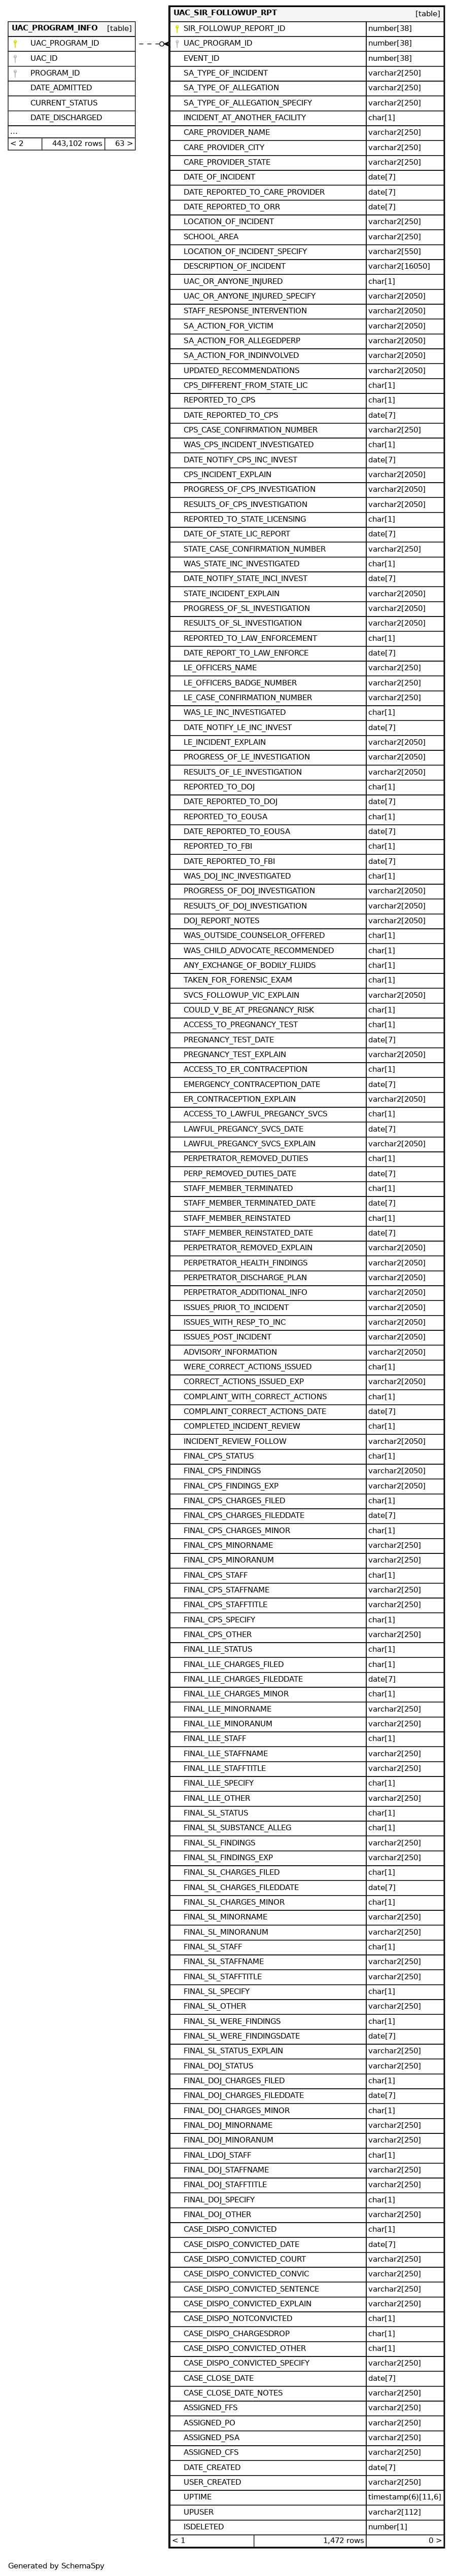 UAC_PROGRAM_INFO [table]
UAC_PROGRAM_ID
UAC_ID
PROGRAM_ID
DATE_ADMITTED
CURRENT_STATUS
DATE_DISCHARGED
...
< 2 443,102 rows 63 >
UAC_SIR_FOLLOWUP_RPT [table]
SIR_FOLLOWUP_REPORT_ID number[38]
UAC_PROGRAM_ID number[38]
EVENT_ID number[38]
SA_TYPE_OF_INCIDENT varchar2[250]
SA_TYPE_OF_ALLEGATION varchar2[250]
SA_TYPE_OF_ALLEGATION_SPECIFY varchar2[250]
INCIDENT_AT_ANOTHER_FACILITY char[1]
CARE_PROVIDER_NAME varchar2[250]
CARE_PROVIDER_CITY varchar2[250]
CARE_PROVIDER_STATE varchar2[250]
DATE_OF_INCIDENT date[7]
DATE_REPORTED_TO_CARE_PROVIDER date[7]
DATE_REPORTED_TO_ORR date[7]
LOCATION_OF_INCIDENT varchar2[250]
SCHOOL_AREA varchar2[250]
LOCATION_OF_INCIDENT_SPECIFY varchar2[550]
DESCRIPTION_OF_INCIDENT varchar2[16050]
UAC_OR_ANYONE_INJURED char[1]
UAC_OR_ANYONE_INJURED_SPECIFY varchar2[2050]
STAFF_RESPONSE_INTERVENTION varchar2[2050]
SA_ACTION_FOR_VICTIM varchar2[2050]
SA_ACTION_FOR_ALLEGEDPERP varchar2[2050]
SA_ACTION_FOR_INDINVOLVED varchar2[2050]
UPDATED_RECOMMENDATIONS varchar2[2050]
CPS_DIFFERENT_FROM_STATE_LIC char[1]
REPORTED_TO_CPS char[1]
DATE_REPORTED_TO_CPS date[7]
CPS_CASE_CONFIRMATION_NUMBER varchar2[250]
WAS_CPS_INCIDENT_INVESTIGATED char[1]
DATE_NOTIFY_CPS_INC_INVEST date[7]
CPS_INCIDENT_EXPLAIN varchar2[2050]
PROGRESS_OF_CPS_INVESTIGATION varchar2[2050]
RESULTS_OF_CPS_INVESTIGATION varchar2[2050]
REPORTED_TO_STATE_LICENSING char[1]
DATE_OF_STATE_LIC_REPORT date[7]
STATE_CASE_CONFIRMATION_NUMBER varchar2[250]
WAS_STATE_INC_INVESTIGATED char[1]
DATE_NOTIFY_STATE_INCI_INVEST date[7]
STATE_INCIDENT_EXPLAIN varchar2[2050]
PROGRESS_OF_SL_INVESTIGATION varchar2[2050]
RESULTS_OF_SL_INVESTIGATION varchar2[2050]
REPORTED_TO_LAW_ENFORCEMENT char[1]
DATE_REPORT_TO_LAW_ENFORCE date[7]
LE_OFFICERS_NAME varchar2[250]
LE_OFFICERS_BADGE_NUMBER varchar2[250]
LE_CASE_CONFIRMATION_NUMBER varchar2[250]
WAS_LE_INC_INVESTIGATED char[1]
DATE_NOTIFY_LE_INC_INVEST date[7]
LE_INCIDENT_EXPLAIN varchar2[2050]
PROGRESS_OF_LE_INVESTIGATION varchar2[2050]
RESULTS_OF_LE_INVESTIGATION varchar2[2050]
REPORTED_TO_DOJ char[1]
DATE_REPORTED_TO_DOJ date[7]
REPORTED_TO_EOUSA char[1]
DATE_REPORTED_TO_EOUSA date[7]
REPORTED_TO_FBI char[1]
DATE_REPORTED_TO_FBI date[7]
WAS_DOJ_INC_INVESTIGATED char[1]
PROGRESS_OF_DOJ_INVESTIGATION varchar2[2050]
RESULTS_OF_DOJ_INVESTIGATION varchar2[2050]
DOJ_REPORT_NOTES varchar2[2050]
WAS_OUTSIDE_COUNSELOR_OFFERED char[1]
WAS_CHILD_ADVOCATE_RECOMMENDED char[1]
ANY_EXCHANGE_OF_BODILY_FLUIDS char[1]
TAKEN_FOR_FORENSIC_EXAM char[1]
SVCS_FOLLOWUP_VIC_EXPLAIN varchar2[2050]
COULD_V_BE_AT_PREGNANCY_RISK char[1]
ACCESS_TO_PREGNANCY_TEST char[1]
PREGNANCY_TEST_DATE date[7]
PREGNANCY_TEST_EXPLAIN varchar2[2050]
ACCESS_TO_ER_CONTRACEPTION char[1]
EMERGENCY_CONTRACEPTION_DATE date[7]
ER_CONTRACEPTION_EXPLAIN varchar2[2050]
ACCESS_TO_LAWFUL_PREGANCY_SVCS char[1]
LAWFUL_PREGANCY_SVCS_DATE date[7]
LAWFUL_PREGANCY_SVCS_EXPLAIN varchar2[2050]
PERPETRATOR_REMOVED_DUTIES char[1]
PERP_REMOVED_DUTIES_DATE date[7]
STAFF_MEMBER_TERMINATED char[1]
STAFF_MEMBER_TERMINATED_DATE date[7]
STAFF_MEMBER_REINSTATED char[1]
STAFF_MEMBER_REINSTATED_DATE date[7]
PERPETRATOR_REMOVED_EXPLAIN varchar2[2050]
PERPETRATOR_HEALTH_FINDINGS varchar2[2050]
PERPETRATOR_DISCHARGE_PLAN varchar2[2050]
PERPETRATOR_ADDITIONAL_INFO varchar2[2050]
ISSUES_PRIOR_TO_INCIDENT varchar2[2050]
ISSUES_WITH_RESP_TO_INC varchar2[2050]
ISSUES_POST_INCIDENT varchar2[2050]
ADVISORY_INFORMATION varchar2[2050]
WERE_CORRECT_ACTIONS_ISSUED char[1]
CORRECT_ACTIONS_ISSUED_EXP varchar2[2050]
COMPLAINT_WITH_CORRECT_ACTIONS char[1]
COMPLAINT_CORRECT_ACTIONS_DATE date[7]
COMPLETED_INCIDENT_REVIEW char[1]
INCIDENT_REVIEW_FOLLOW varchar2[2050]
FINAL_CPS_STATUS char[1]
FINAL_CPS_FINDINGS varchar2[2050]
FINAL_CPS_FINDINGS_EXP varchar2[2050]
FINAL_CPS_CHARGES_FILED char[1]
FINAL_CPS_CHARGES_FILEDDATE date[7]
FINAL_CPS_CHARGES_MINOR char[1]
FINAL_CPS_MINORNAME varchar2[250]
FINAL_CPS_MINORANUM varchar2[250]
FINAL_CPS_STAFF char[1]
FINAL_CPS_STAFFNAME varchar2[250]
FINAL_CPS_STAFFTITLE varchar2[250]
FINAL_CPS_SPECIFY char[1]
FINAL_CPS_OTHER varchar2[250]
FINAL_LLE_STATUS char[1]
FINAL_LLE_CHARGES_FILED char[1]
FINAL_LLE_CHARGES_FILEDDATE date[7]
FINAL_LLE_CHARGES_MINOR char[1]
FINAL_LLE_MINORNAME varchar2[250]
FINAL_LLE_MINORANUM varchar2[250]
FINAL_LLE_STAFF char[1]
FINAL_LLE_STAFFNAME varchar2[250]
FINAL_LLE_STAFFTITLE varchar2[250]
FINAL_LLE_SPECIFY char[1]
FINAL_LLE_OTHER varchar2[250]
FINAL_SL_STATUS char[1]
FINAL_SL_SUBSTANCE_ALLEG char[1]
FINAL_SL_FINDINGS varchar2[250]
FINAL_SL_FINDINGS_EXP varchar2[250]
FINAL_SL_CHARGES_FILED char[1]
FINAL_SL_CHARGES_FILEDDATE date[7]
FINAL_SL_CHARGES_MINOR char[1]
FINAL_SL_MINORNAME varchar2[250]
FINAL_SL_MINORANUM varchar2[250]
FINAL_SL_STAFF char[1]
FINAL_SL_STAFFNAME varchar2[250]
FINAL_SL_STAFFTITLE varchar2[250]
FINAL_SL_SPECIFY char[1]
FINAL_SL_OTHER varchar2[250]
FINAL_SL_WERE_FINDINGS char[1]
FINAL_SL_WERE_FINDINGSDATE date[7]
FINAL_SL_STATUS_EXPLAIN varchar2[250]
FINAL_DOJ_STATUS varchar2[250]
FINAL_DOJ_CHARGES_FILED char[1]
FINAL_DOJ_CHARGES_FILEDDATE date[7]
FINAL_DOJ_CHARGES_MINOR char[1]
FINAL_DOJ_MINORNAME varchar2[250]
FINAL_DOJ_MINORANUM varchar2[250]
FINAL_LDOJ_STAFF char[1]
FINAL_DOJ_STAFFNAME varchar2[250]
FINAL_DOJ_STAFFTITLE varchar2[250]
FINAL_DOJ_SPECIFY char[1]
FINAL_DOJ_OTHER varchar2[250]
CASE_DISPO_CONVICTED char[1]
CASE_DISPO_CONVICTED_DATE date[7]
CASE_DISPO_CONVICTED_COURT varchar2[250]
CASE_DISPO_CONVICTED_CONVIC varchar2[250]
CASE_DISPO_CONVICTED_SENTENCE varchar2[250]
CASE_DISPO_CONVICTED_EXPLAIN varchar2[250]
CASE_DISPO_NOTCONVICTED char[1]
CASE_DISPO_CHARGESDROP char[1]
CASE_DISPO_CONVICTED_OTHER char[1]
CASE_DISPO_CONVICTED_SPECIFY varchar2[250]
CASE_CLOSE_DATE date[7]
CASE_CLOSE_DATE_NOTES varchar2[250]
ASSIGNED_FFS varchar2[250]
ASSIGNED_PO varchar2[250]
ASSIGNED_PSA varchar2[250]
ASSIGNED_CFS varchar2[250]
DATE_CREATED date[7]
USER_CREATED varchar2[250]
UPTIME timestamp(6)[11,6]
UPUSER varchar2[112]
ISDELETED number[1]
< 1 1,472 rows 0 >
Generated by SchemaSpy